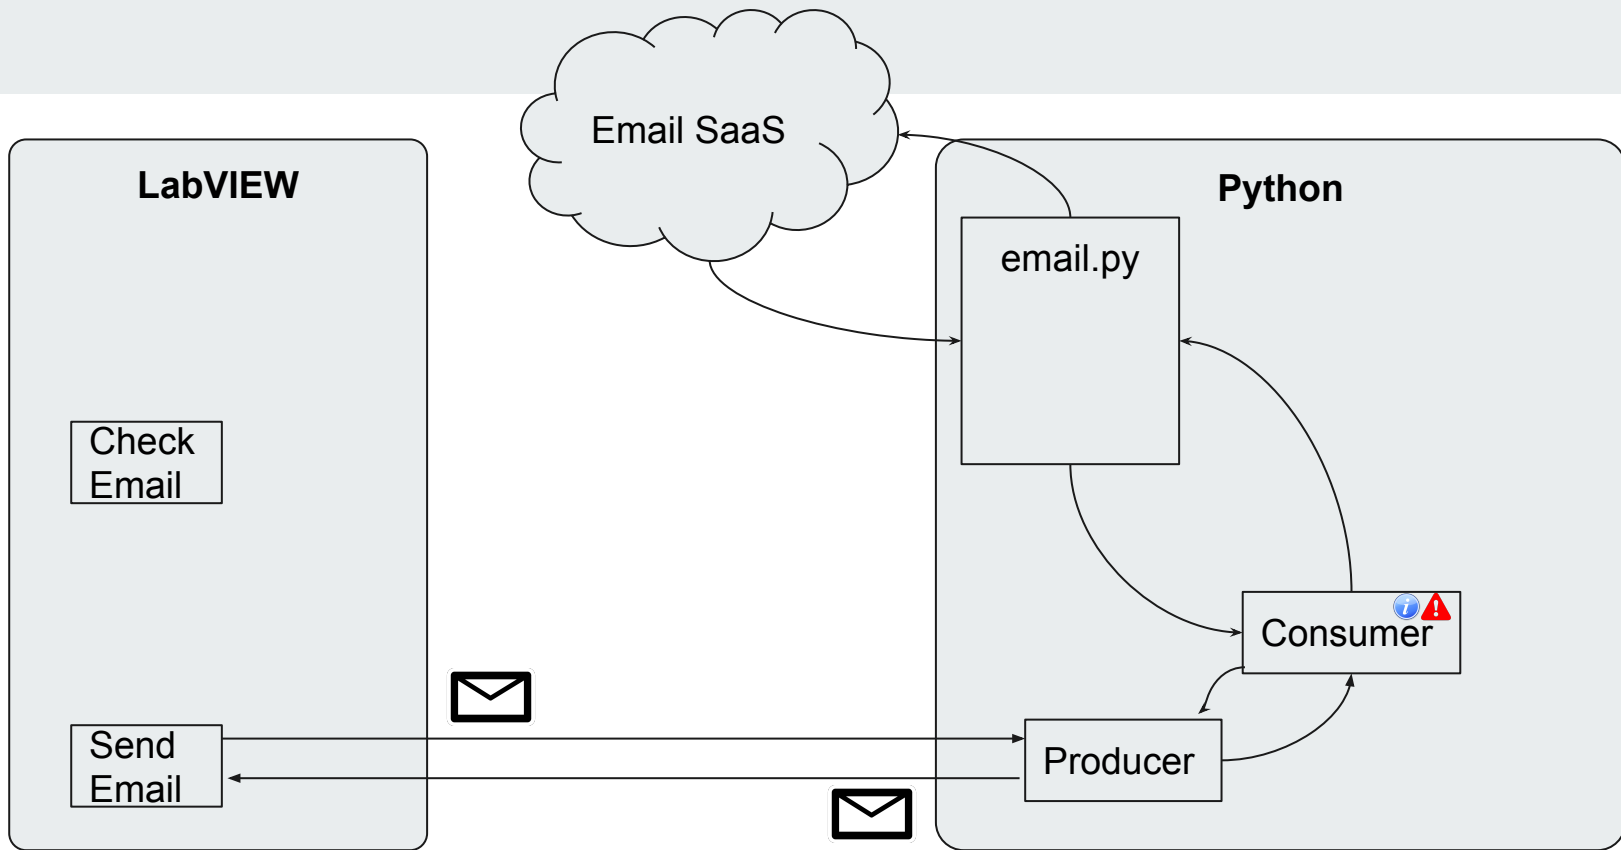 Email SaaS
LabVIEW
Python
email.py
Check
Email
Consumer
Send
Email
Producer